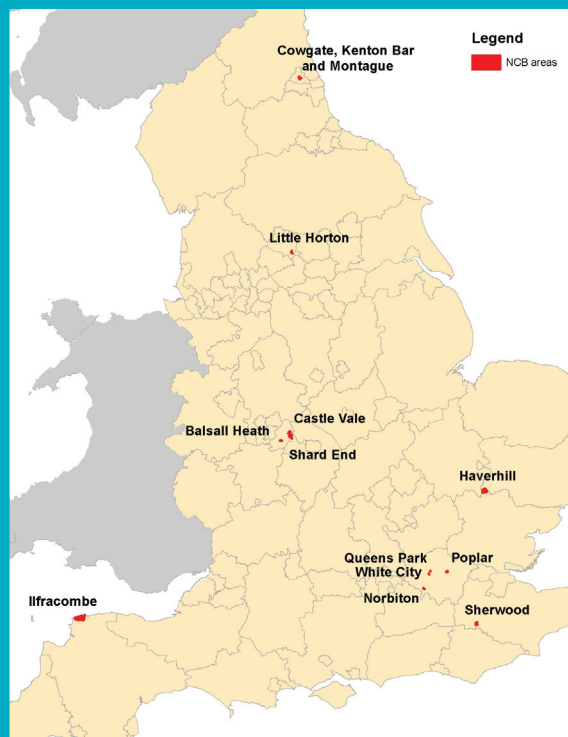 Cowgate, Kenton Bar
and Montague
Legend
NCB areas
Little Horton
Castle Vale
Balsall Heath
Shard End
Haverhill
Queens Park
White City
Poplar
Norbiton
Ilfracombe
Sherwood